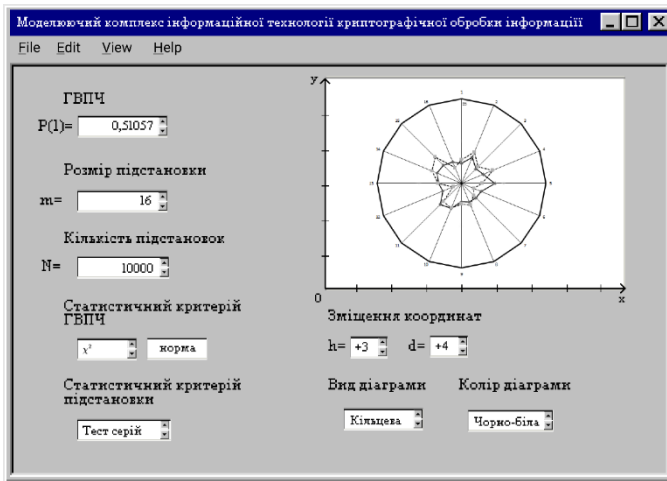 Моделюючий комплекс інформаційної технології криптографічної обробки інформаціїї
File Edit View Help
ГВПЧ
P(1)= 0,51057
Розмір підстановки
m= 16
Кількість підстановок
N= 10000
Статистичний критерій
ГВПЧ
χ² норма
Статистичний критерій
підстановки
Тест серій
y
0
x
Зміщення координат
h= +3 d= +4
Вид діаграми Колір діаграми
Кільцева Чорно-біла